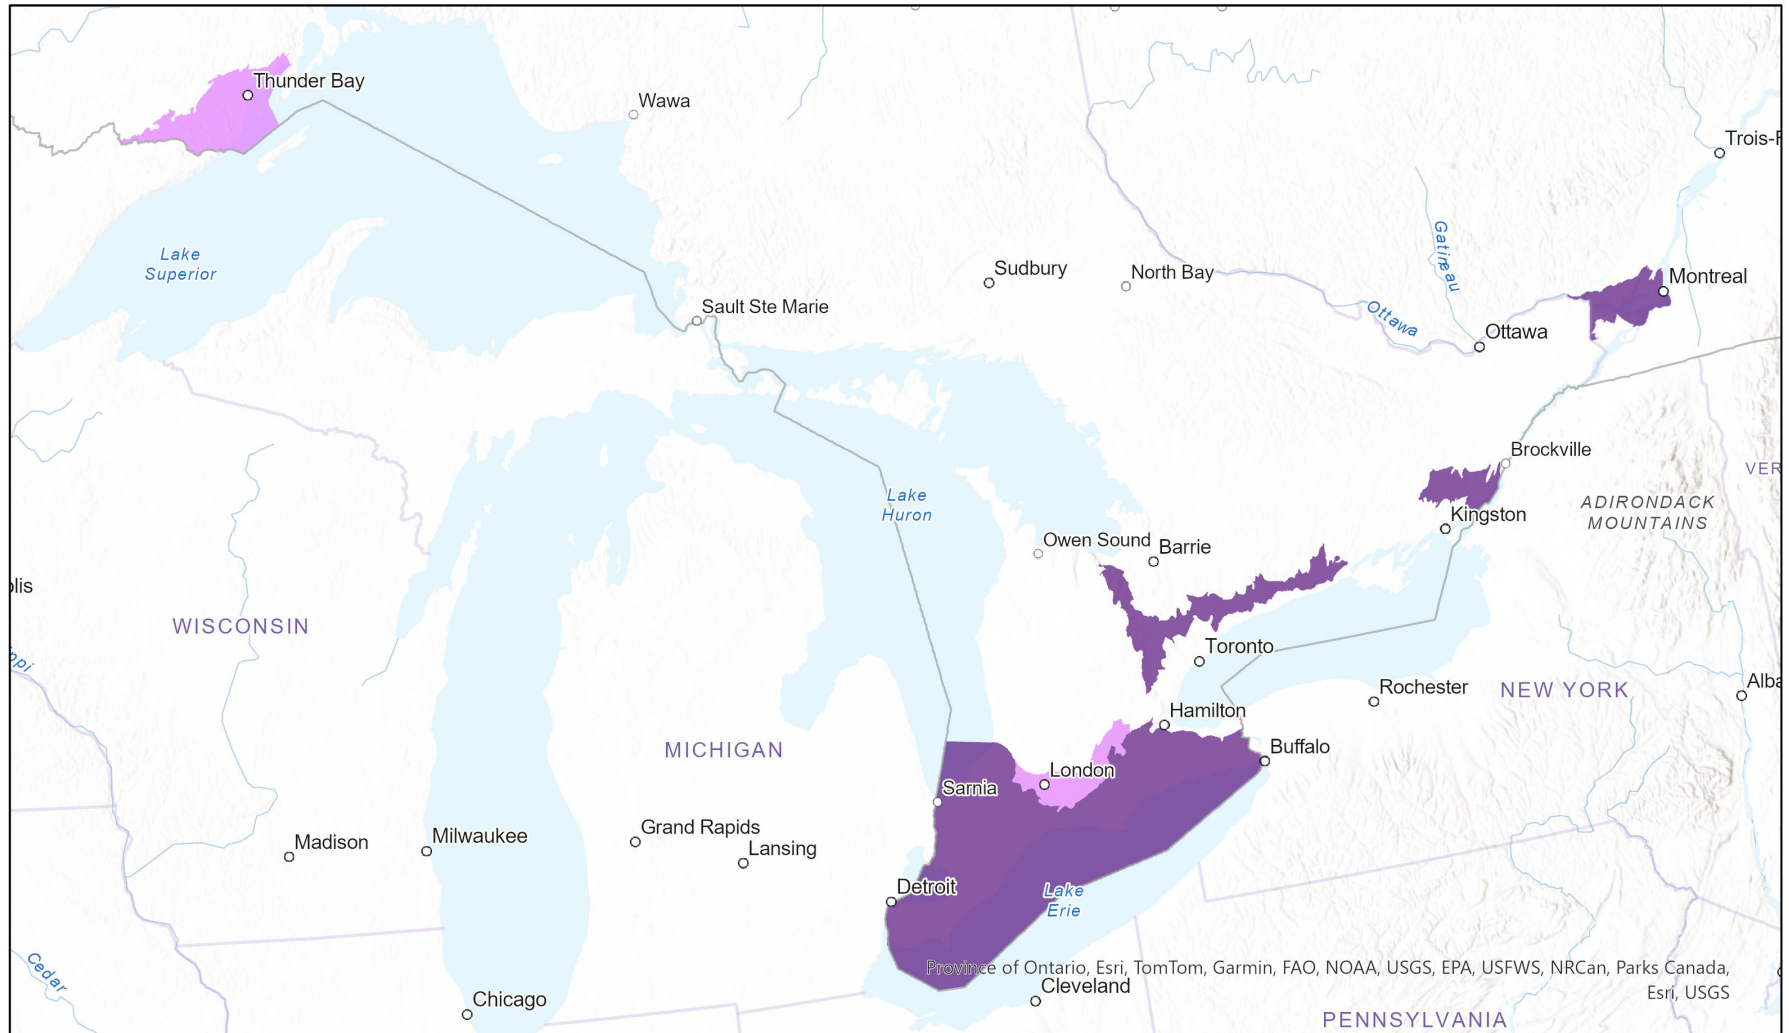 Thunder Bay
Wawa
Trois-R
Lake
Superior
Sudbury
North Bay
Gatineau
Montreal
Sault Ste Marie
Ottawa
Ottawa
Brockville
VER
Lake
Huron
ADIRONDACK
MOUNTAINS
Kingston
Owen Sound
Barrie
olis
WISCONSIN
Toronto
ppi
Rochester
NEW YORK
Alba
Hamilton
MICHIGAN
Buffalo
London
Sarnia
Grand Rapids
Milwaukee
Madison
Lansing
Detroit
Lake
Erie
Cedar
Province of Ontario, Esri, TomTom, Garmin, FAO, NOAA, USGS, EPA, USFWS, NRCan, Parks Canada,
Esri, USGS
Cleveland
Chicago
PENNSYLVANIA